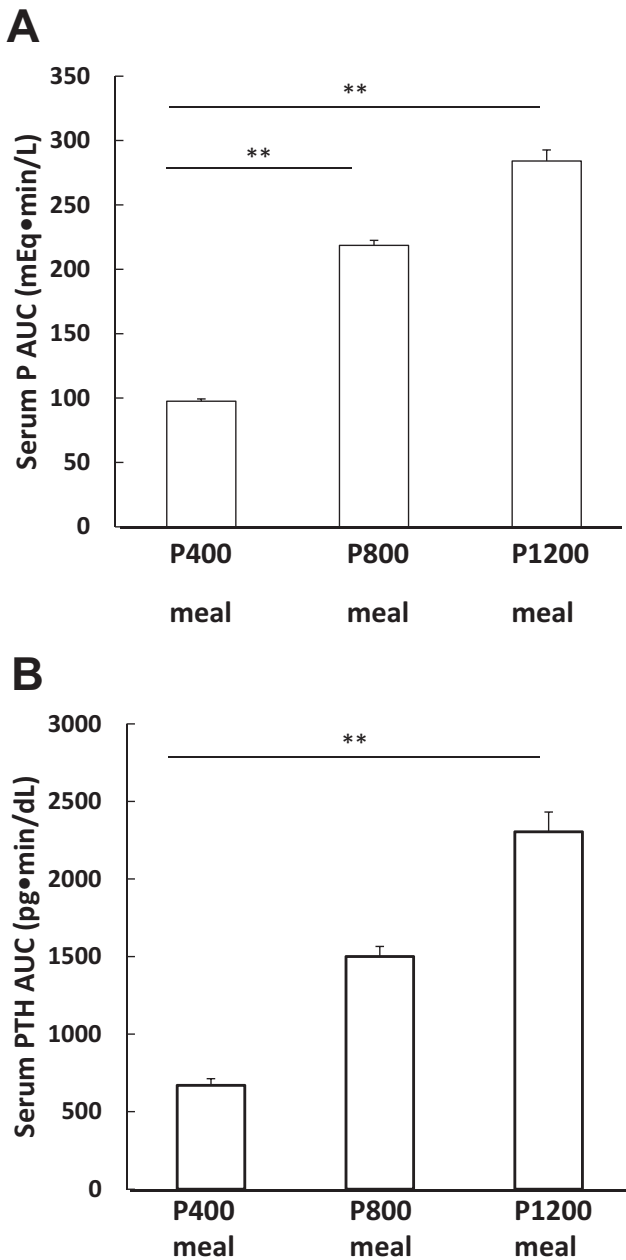 A
Serum P AUC (mEq•min/L)
350
300
250
200
150
100
50
0
**
**
P400 P800 P1200
meal meal meal
B
Serum PTH AUC (pg•min/dL)
3000
2500
2000
1500
1000
500
0
**
P400 P800 P1200
meal meal meal